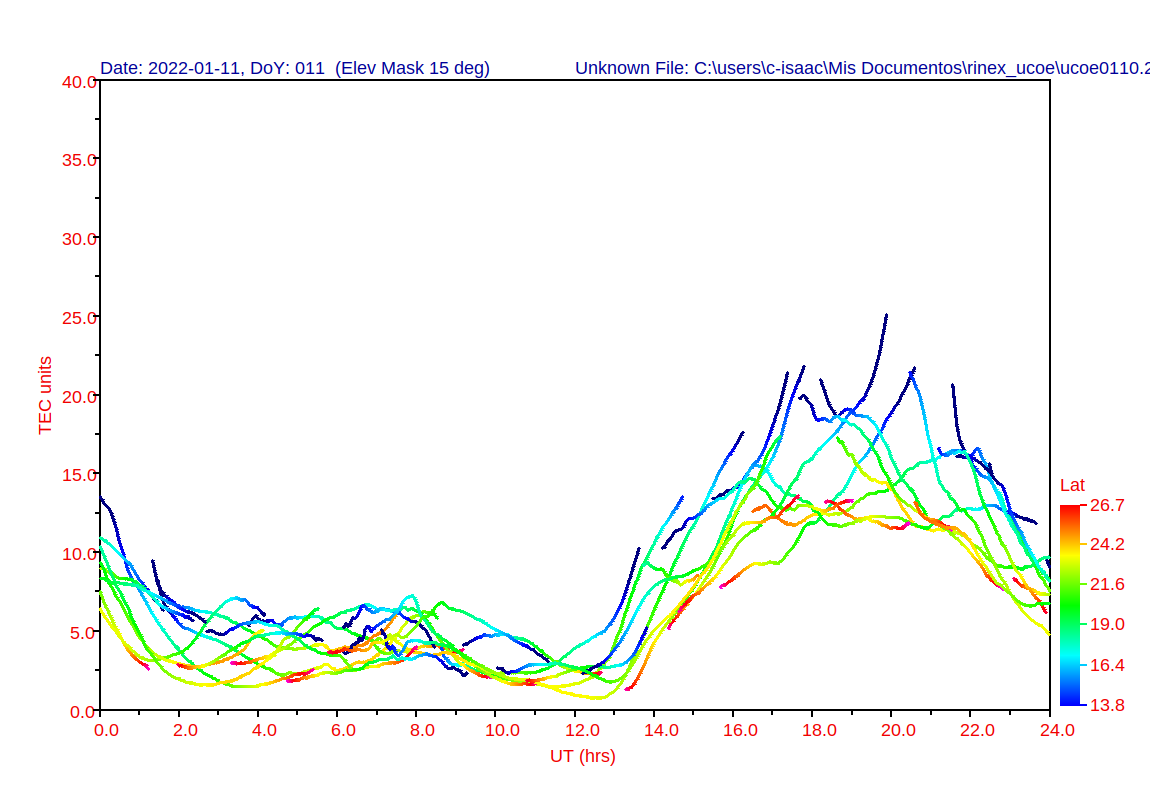 Date: 2022-01-11, DoY: 011  (Elev Mask 15 deg)
Unknown File: C:\users\c-isaac\Mis Documentos\rinex_ucoe\ucoe0110.2
40.0
35.0
30.0
25.0
20.0
15.0
10.0
5.0
0.0
TEC units
0.0 2.0 4.0 6.0 8.0 10.0 12.0 14.0 16.0 18.0 20.0 22.0 24.0
UT (hrs)
Lat
26.7
24.2
21.6
19.0
16.4
13.8